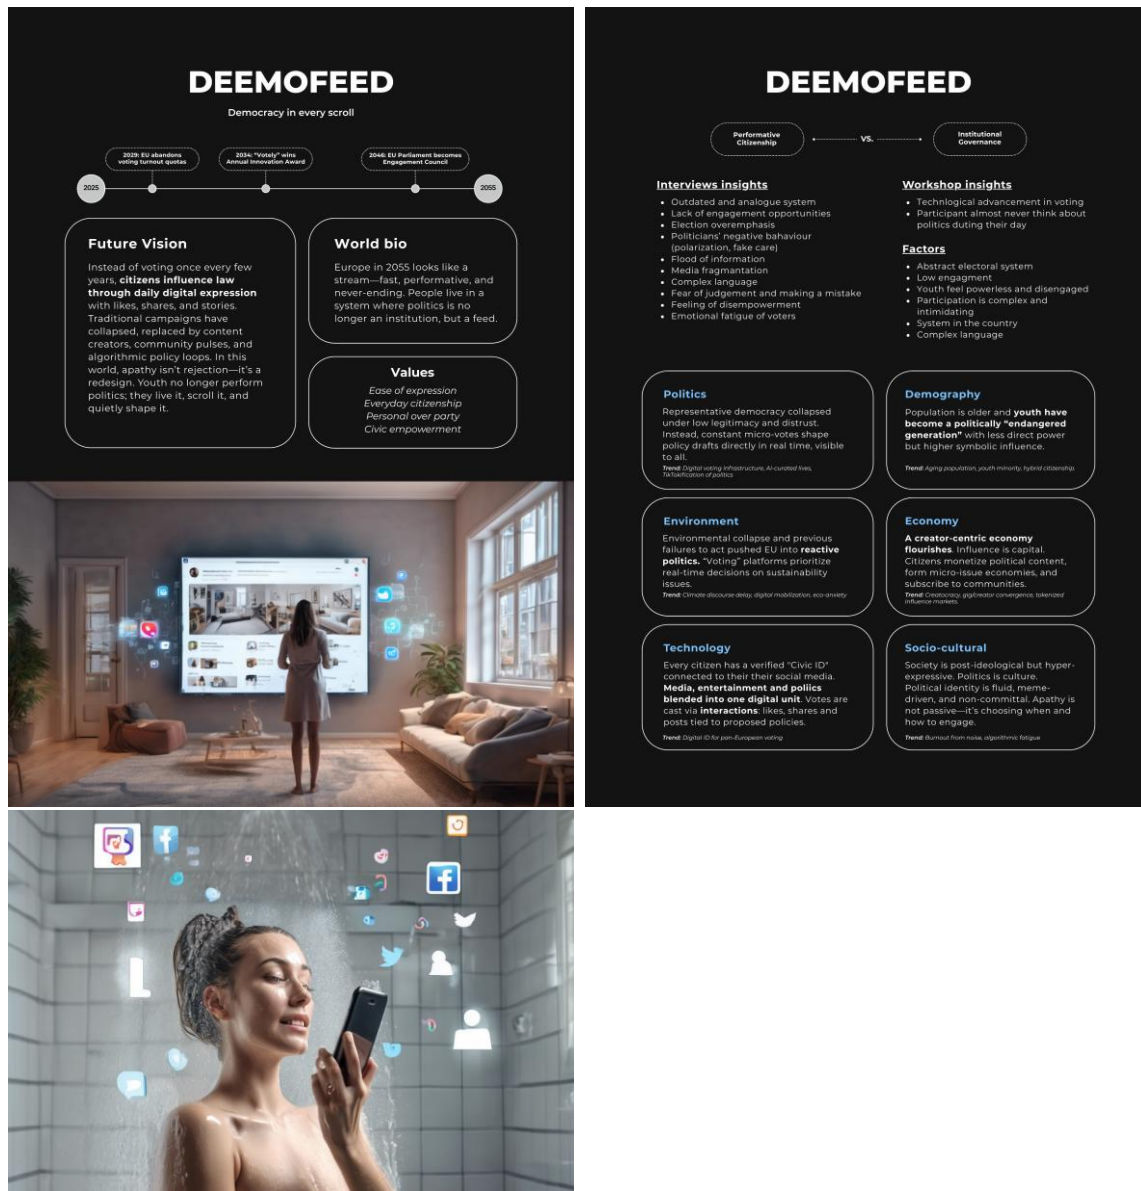 DEEMOFEED
Democracy in every scroll
2029: EU abandons
voting turnout quotas
2034: "Votely" wins
Annual Innovation Award
2046: EU Parliament becomes
Engagement Council
2025
2055
Future Vision
Instead of voting once every few
years, citizens influence law
through daily digital expression
with likes, shares, and stories.
Traditional campaigns have
collapsed, replaced by content
creators, community pulses, and
algorithmic policy loops. In this
world, apathy isn't rejection—it's a
redesign. Youth no longer perform
politics; they live it, scroll it, and
quietly shape it.
World bio
Europe in 2055 looks like a
stream—fast, performative, and
never-ending. People live in a
system where politics is no
longer an institution, but a feed.
Values
Ease of expression
Everyday citizenship
Personal over party
Civic empowerment
DEEMOFEED
Performative
Citizenship
VS.
Institutional
Governance
Interviews insights
• Outdated and analogue system
• Lack of engagement opportunities
• Election overemphasis
• Politicians' negative bahaviour
(polarization, fake care)
• Flood of information
• Media fragmantation
• Complex language
• Fear of judgement and making a mistake
• Feeling of disempowerment
• Emotional fatigue of voters
Workshop insights
• Technlogical advancement in voting
• Participant almost never think about
politics duting their day
Factors
• Abstract electoral system
• Low engagment
• Youth feel powerless and disengaged
• Participation is complex and
intimidating
• System in the country
• Complex language
Politics
Representative democracy collapsed
under low legitimacy and distrust.
Instead, constant micro-votes shape
policy drafts directly in real time, visible
to all.
Trend: Digital voting infrastructure, AI-curated lives,
TikTokification of politics
Demography
Population is older and youth have
become a politically "endangered
generation" with less direct power
but higher symbolic influence.
Trend: Aging population, youth minority, hybrid citizenship.
Environment
Environmental collapse and previous
failures to act pushed EU into reactive
politics. "Voting" platforms prioritize
real-time decisions on sustainability
issues.
Trend: Climate discourse delay, digital mobilization, eco-anxiety
Economy
A creator-centric economy
flourishes. Influence is capital.
Citizens monetize political content,
form micro-issue economies, and
subscribe to communities.
Trend: Creatocracy, gig/creator convergence, tokenized
influence markets.
Technology
Every citizen has a verified "Civic ID"
connected to their their social media.
Media, entertainment and poliics
blended into one digital unit. Votes are
cast via interactions: likes, shares and
posts tied to proposed policies.
Trend: Digital ID for pan-European voting
Socio-cultural
Society is post-ideological but hyper-
expressive. Politics is culture.
Political identity is fluid, meme-
driven, and non-committal. Apathy is
not passive—it's choosing when and
how to engage.
Trend: Burnout from noise, algorithmic fatigue